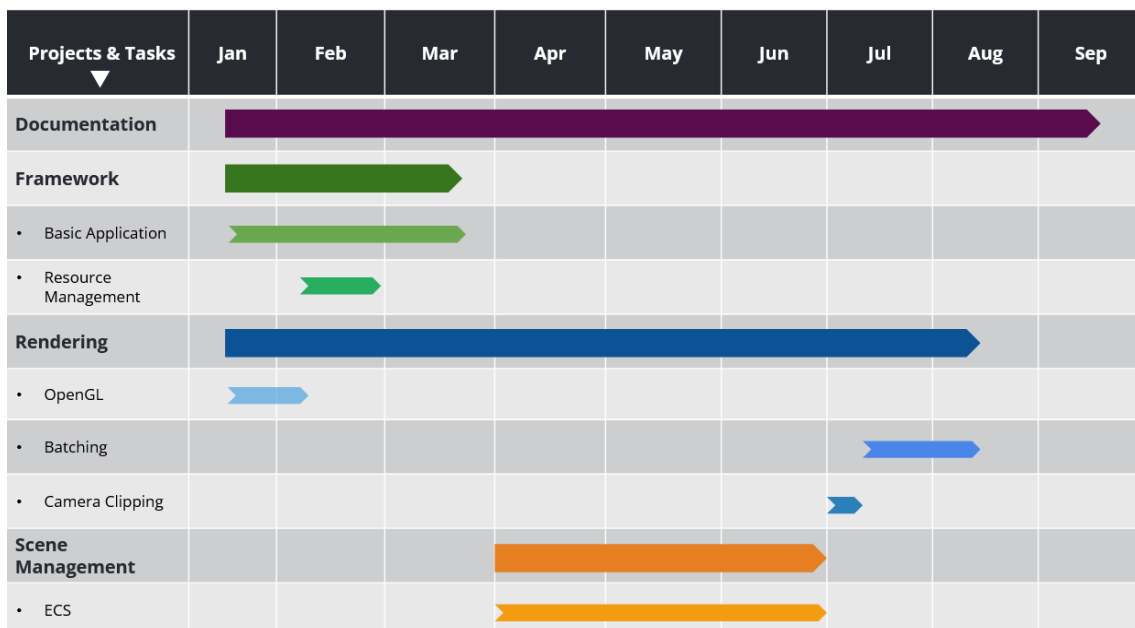 Projects & Tasks Jan Feb Mar Apr May Jun Jul Aug Sep
Documentation
Framework
• Basic Application
• Resource
Management
Rendering
• OpenGL
• Batching
• Camera Clipping
Scene
Management
• ECS